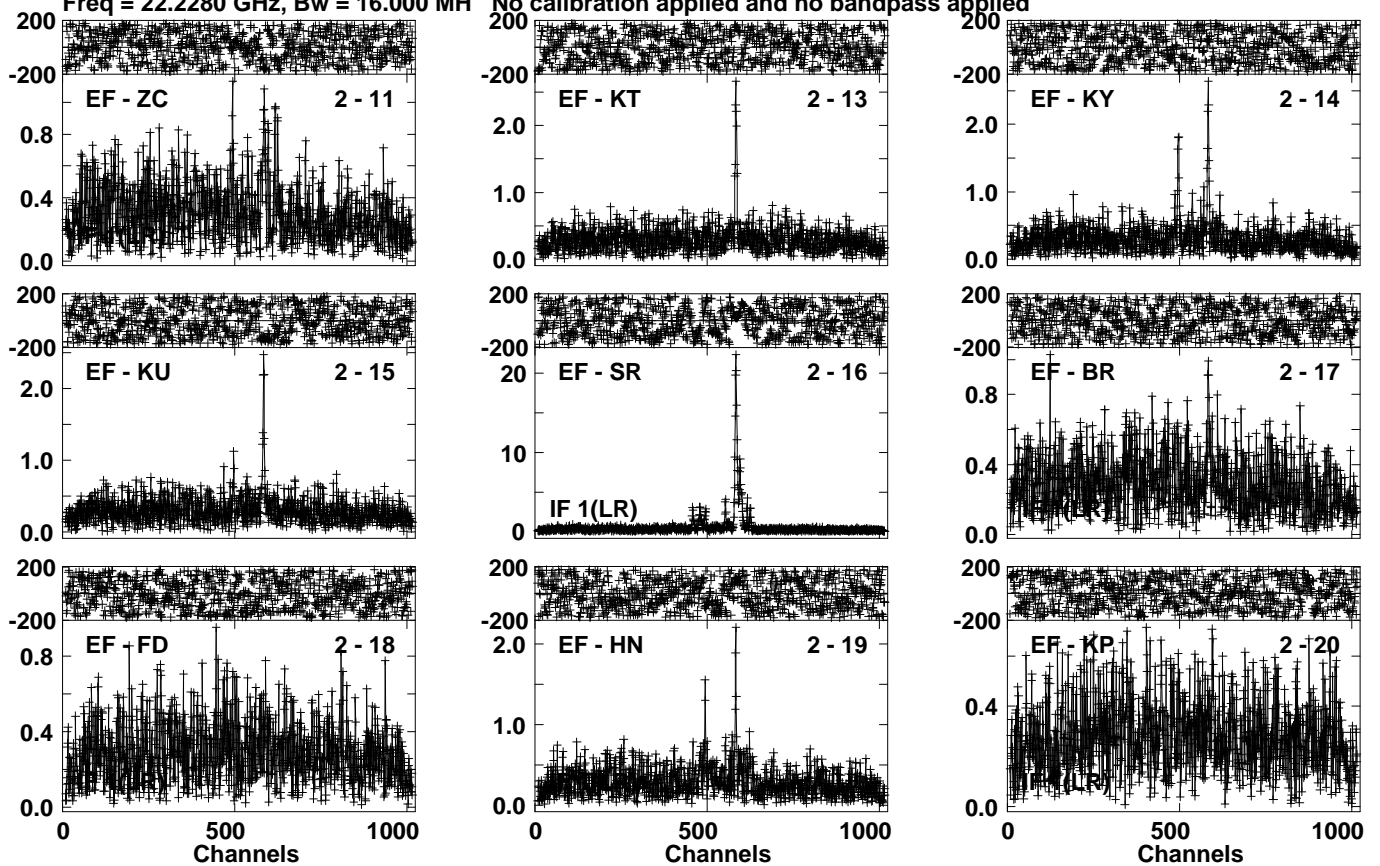 Freq = 22.2280 GHz, Bw = 16.000 MH No calibration applied and no bandpass applied
200 200 200
-200 -200 -200
EF - ZC 2 - 11 EF - KT 2 - 13 EF - KY 2 - 14
0.8 2.0 2.0
0.4 1.0 1.0
0.0 0.0 0.0
200 200 200
-200 -200 -200
EF - KU 2 - 15 EF - SR 2 - 16 EF - BR 2 - 17
2.0 20 0.8
1.0 10 0.4
IF 1(LR) IF 1(LR)
0.0 0 0.0
200 200 200
-200 -200 -200
EF - FD 2 - 18 EF - HN 2 - 19 EF - KP 2 - 20
0.8 2.0
0.4 1.0 0.4
IF 1(LR)
0.0 0.0 0.0
0 500 1000 0 500 1000 0 500 1000
Channels Channels Channels